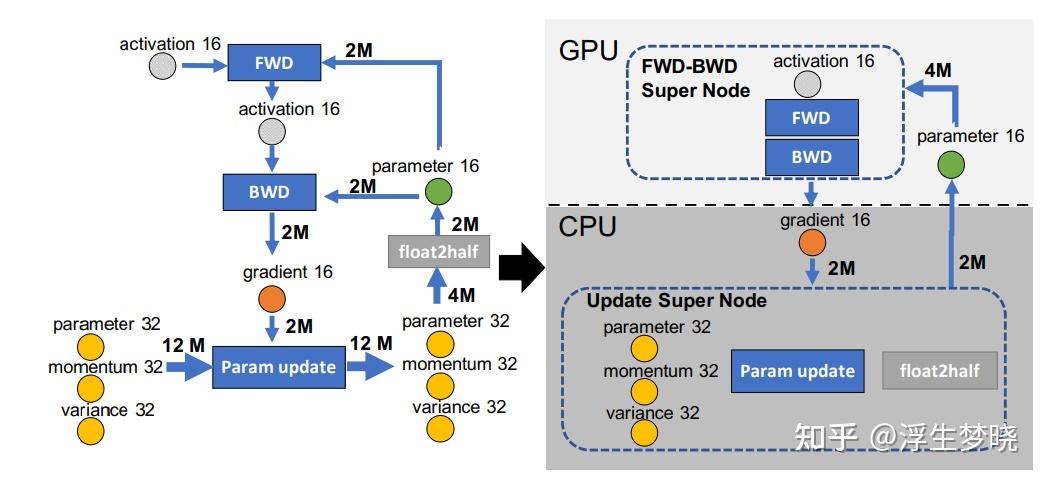 activation 16
FWD
2M
activation 16
parameter 16
BWD
2M
2M
2M
float2half
gradient 16
4M
2M
parameter 32
momentum 32
variance 32
12 M
Param update
12 M
parameter 32
momentum 32
variance 32
GPU
FWD-BWD
Super Node
activation 16
FWD
BWD
4M
parameter 16
CPU
gradient 16
2M
2M
Update Super Node
parameter 32
momentum 32
variance 32
Param update
float2half
知乎 @浮生梦晓